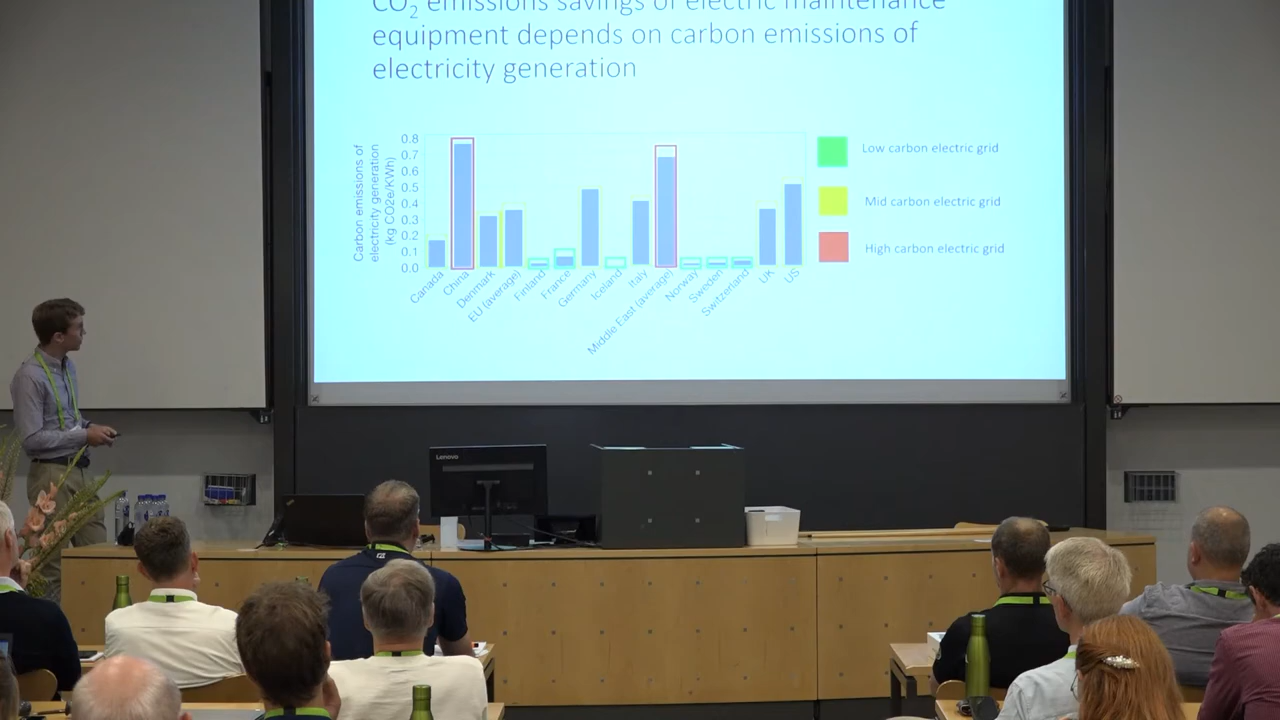 CO2 emissions savings of electric maintenance
equipment depends on carbon emissions of
electricity generation
Carbon emissions of
electricity generation
(kg CO2e/KWh)
0.8
0.7
0.6
0.5
0.4
0.3
0.2
0.1
0.0
Canada
China
Denmark
EU (average)
Finland
France
Germany
Iceland
Italy
Middle East (average)
Norway
Sweden
Switzerland
UK
US
Low carbon electric grid
Mid carbon electric grid
High carbon electric grid
Lenovo